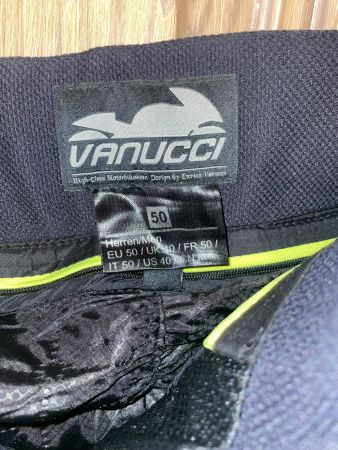 VANUCCI
High-Class Motorbikewear. Design by Enrico Vanucci
50
Herren/Men
EU 50 / UK 40 / FR 50 /
IT 50 / US 40 /